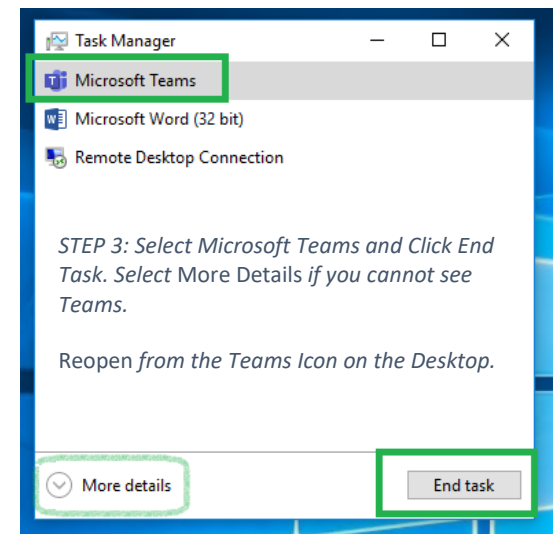 Task Manager
Microsoft Teams
Microsoft Word (32 bit)
Remote Desktop Connection
STEP 3: Select Microsoft Teams and Click End
Task. Select More Details if you cannot see
Teams.
Reopen from the Teams Icon on the Desktop.
More details
End task